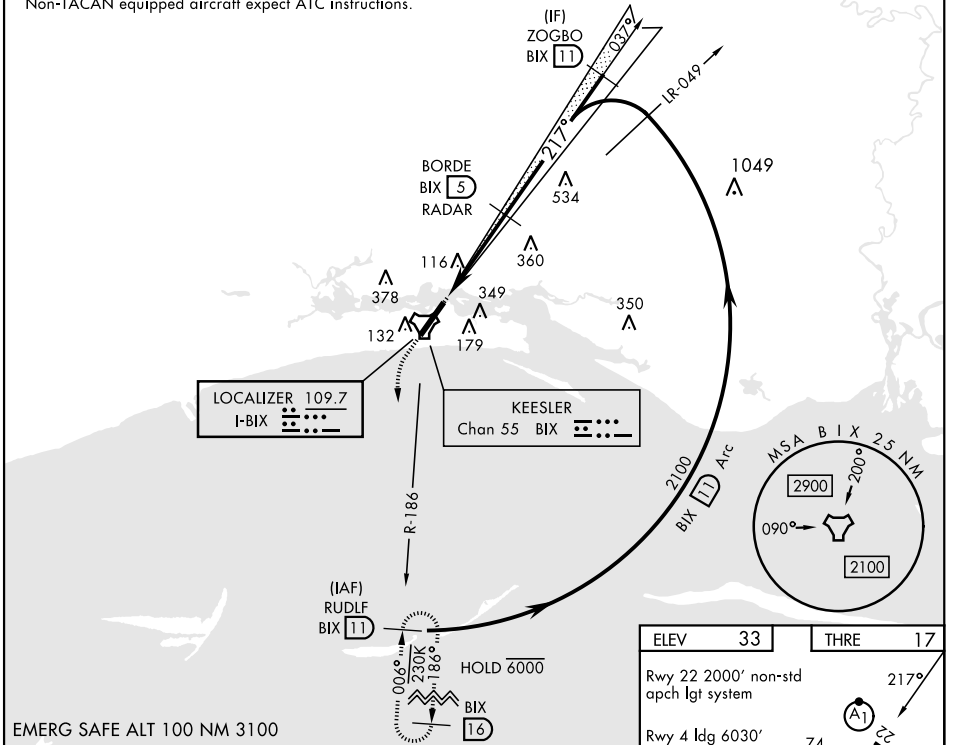 Non-TACAN equipped aircraft expect ATC instructions.
(IF)
ZOGBO
BIX 11
037°
LR-049
217°
BORDE
BIX 5
RADAR
534
1049
360
116
378
349
350
132
179
LOCALIZER 109.7
I-BIX
KEESLER
Chan 55 BIX
MSA BIX 25 NM
200°
2900
090°
2100
R-186
2100
BIX 11 Arc
(IAF)
RUDLF
BIX 11
006°
230K
186°
HOLD 6000
BIX
16
EMERG SAFE ALT 100 NM 3100
ELEV 33
THRE 17
Rwy 22 2000' non-std
apch lgt system
217°
A1
Rwy 4 ldg 6030'
74
22